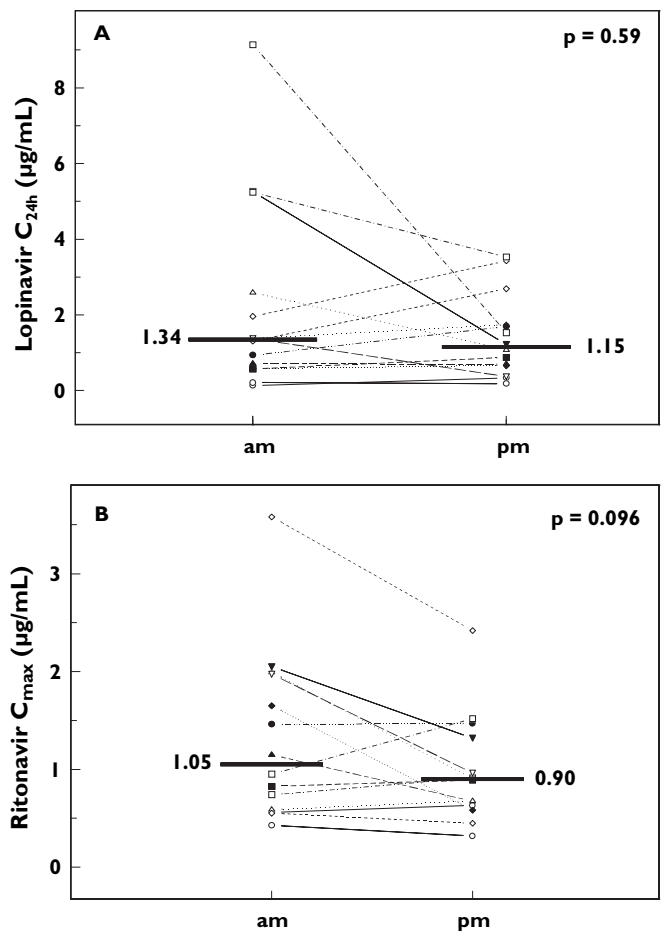 A
p = 0.59
Lopinavir C24h (µg/mL)
8
6
4
2
0
1.34
1.15
am pm
B
p = 0.096
Ritonavir Cmax (µg/mL)
3
2
1
0
1.05
0.90
am pm